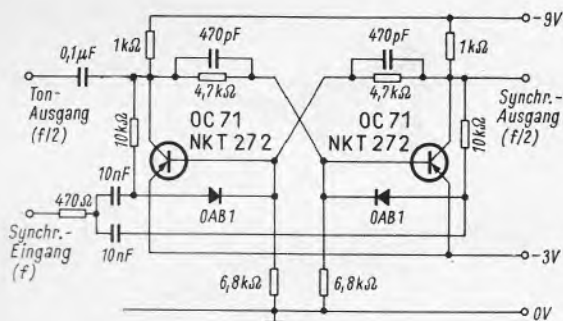 -9V
470pF
470pF
1kΩ
1kΩ
0,1µF
4,7kΩ
4,7kΩ
Ton-
Ausgang
(f/2)
Synchr.-
Ausgang
(f/2)
OC 71
NKT 272
OC 71
NKT 272
10kΩ
10kΩ
10nF
470Ω
OAB1
OAB1
Synchr.-
Eingang
(f)
10nF
-3V
6,8kΩ
6,8kΩ
0V